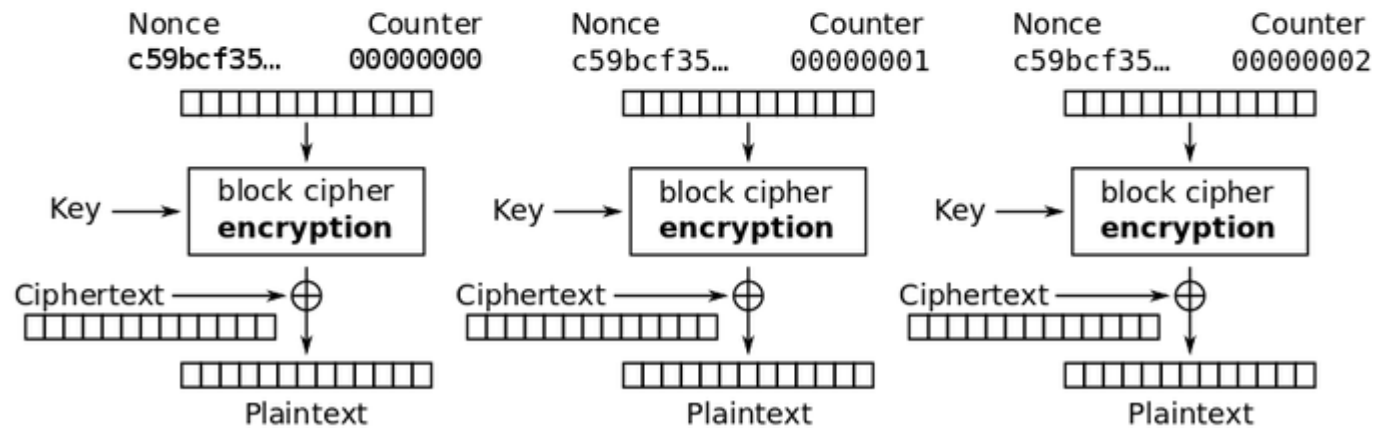 Nonce Counter Nonce Counter Nonce Counter
c59bcf35… 00000000 c59bcf35… 00000001 c59bcf35… 00000002
Key block cipher Key block cipher Key block cipher
encryption encryption encryption
Ciphertext Ciphertext Ciphertext
Plaintext Plaintext Plaintext